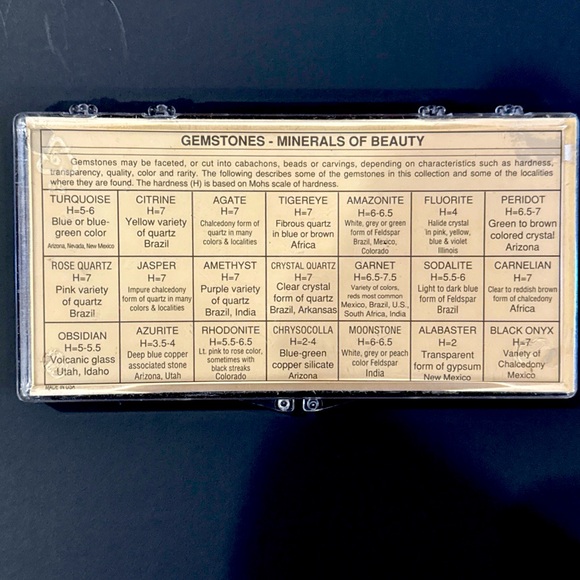 GEMSTONES - MINERALS OF BEAUTY
Gemstones may be faceted, or cut into cabachons, beads or carvings, depending on characteristics such as hardness,
transparency, quality, color and rarity. The following describes some of the gemstones in this collection and some of the localities
where they are found. The hardness (H) is based on Mohs scale of hardness.
TURQUOISE
H=5-6
Blue or blue-
green color
Arizona, Nevada, New Mexico
CITRINE
H=7
Yellow variety
of quartz
Brazil
AGATE
H=7
Chalcedony form of
quartz in many
colors & localities
TIGEREYE
H=7
Fibrous quartz
in blue or brown
Africa
AMAZONITE
H=6-6.5
White, grey or green
form of Feldspar
Brazil, Mexico,
Colorado
FLUORITE
H=4
Halide crystal
in pink, yellow,
blue & violet
Illinois
PERIDOT
H=6.5-7
Green to brown
colored crystal
Arizona
ROSE QUARTZ
H=7
Pink variety
of quartz
Brazil
JASPER
H=7
Impure chalcedony
form of quartz in many
colors & localities
AMETHYST
H=7
Purple variety
of quartz
Brazil, India
CRYSTAL QUARTZ
H=7
Clear crystal
form of quartz
Brazil, Arkansas
GARNET
H=6.5-7.5
Variety of colors,
reds most common
Mexico, Brazil, U.S.,
South Africa, India
SODALITE
H=5.5-6
Light to dark blue
form of Feldspar
Brazil
CARNELIAN
H=7
Clear to reddish brown
form of chalcedony
Africa
OBSIDIAN
H=5-5.5
Volcanic glass
Utah, Idaho
AZURITE
H=3.5-4
Deep blue copper
associated stone
Arizona, Utah
RHODONITE
H=5.5-6.5
Lt. pink to rose color,
sometimes with
black streaks
Colorado
CHRYSOCOLLA
H=2-4
Blue-green
copper silicate
Arizona
MOONSTONE
H=6-6.5
White, grey or peach
color Feldspar
India
ALABASTER
H=2
Transparent
form of gypsum
New Mexico
BLACK ONYX
H=7
Variety of
Chalcedony
Mexico
MADE IN USA